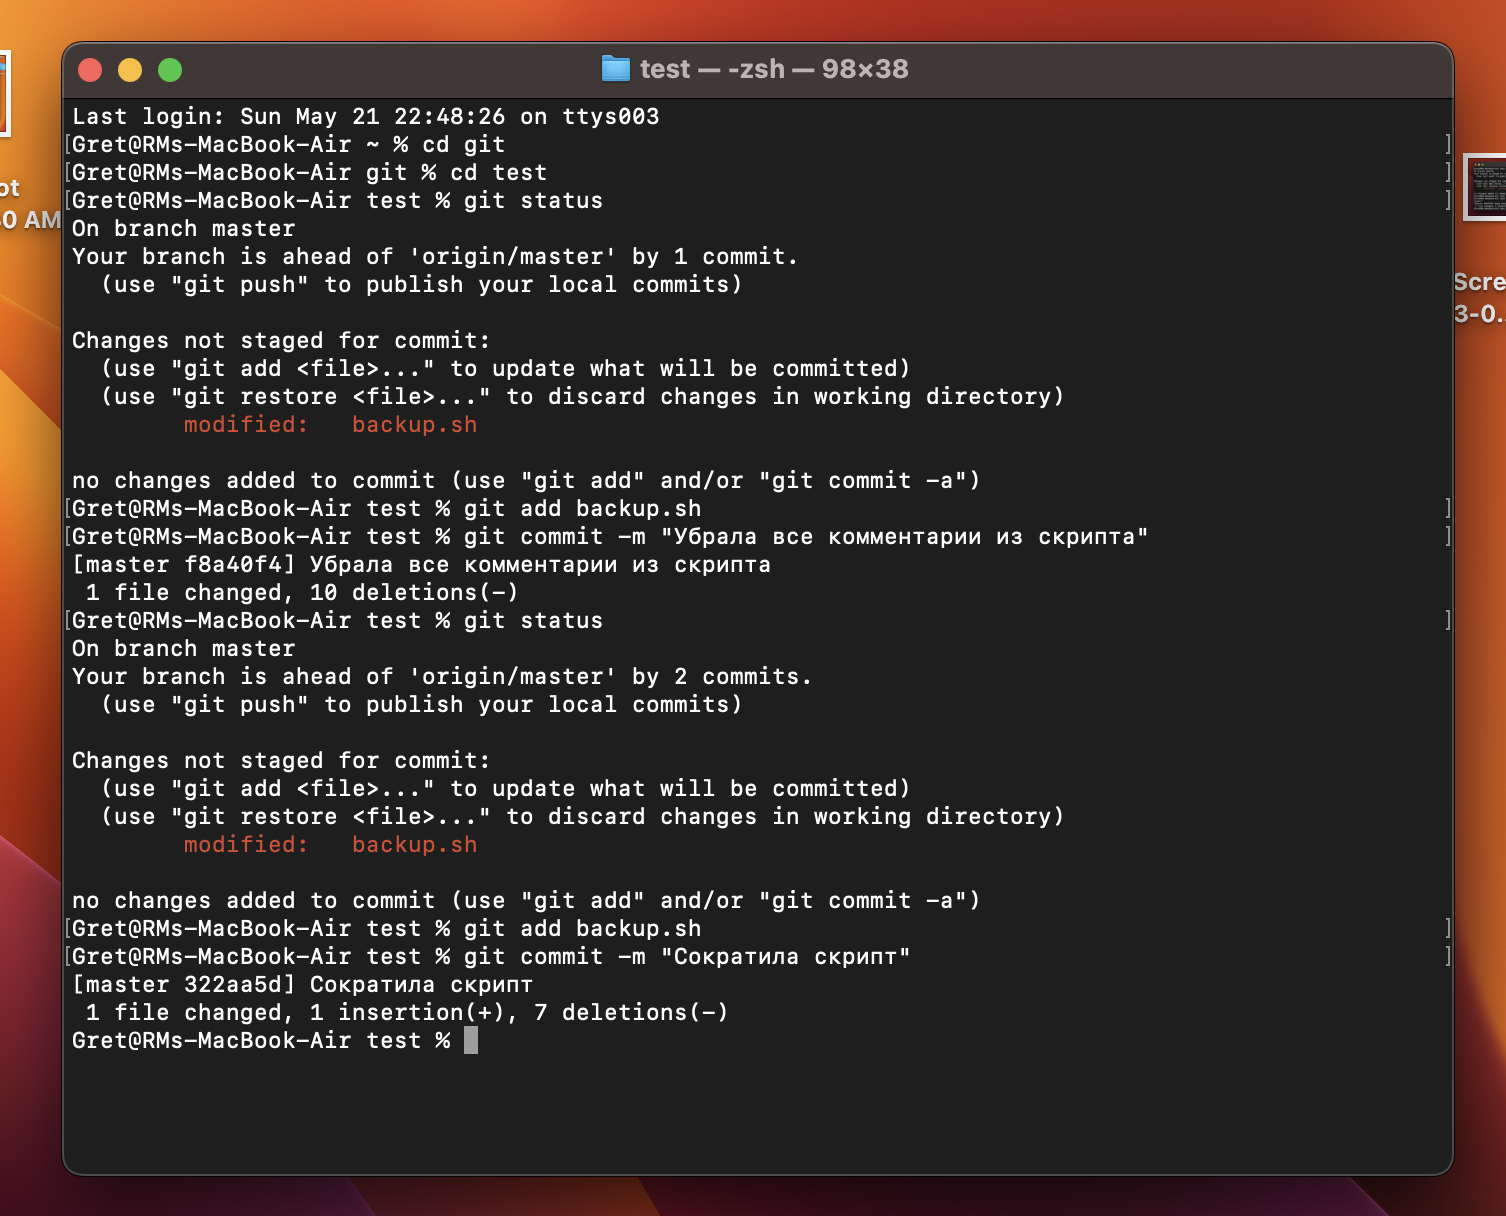 test — -zsh — 98×38
Last login: Sun May 21 22:48:26 on ttys003
[Gret@RMs-MacBook-Air ~ % cd git ]
[Gret@RMs-MacBook-Air git % cd test ]
[Gret@RMs-MacBook-Air test % git status ]
On branch master
Your branch is ahead of 'origin/master' by 1 commit.
  (use "git push" to publish your local commits)

Changes not staged for commit:
  (use "git add <file>..." to update what will be committed)
  (use "git restore <file>..." to discard changes in working directory)
        modified:   backup.sh

no changes added to commit (use "git add" and/or "git commit -a")
[Gret@RMs-MacBook-Air test % git add backup.sh ]
[Gret@RMs-MacBook-Air test % git commit -m "Убрала все комментарии из скрипта" ]
[master f8a40f4] Убрала все комментарии из скрипта
 1 file changed, 10 deletions(-)
[Gret@RMs-MacBook-Air test % git status ]
On branch master
Your branch is ahead of 'origin/master' by 2 commits.
  (use "git push" to publish your local commits)

Changes not staged for commit:
  (use "git add <file>..." to update what will be committed)
  (use "git restore <file>..." to discard changes in working directory)
        modified:   backup.sh

no changes added to commit (use "git add" and/or "git commit -a")
[Gret@RMs-MacBook-Air test % git add backup.sh ]
[Gret@RMs-MacBook-Air test % git commit -m "Сократила скрипт" ]
[master 322aa5d] Сократила скрипт
 1 file changed, 1 insertion(+), 7 deletions(-)
Gret@RMs-MacBook-Air test %
ot
0 AM
Scre
3-0..